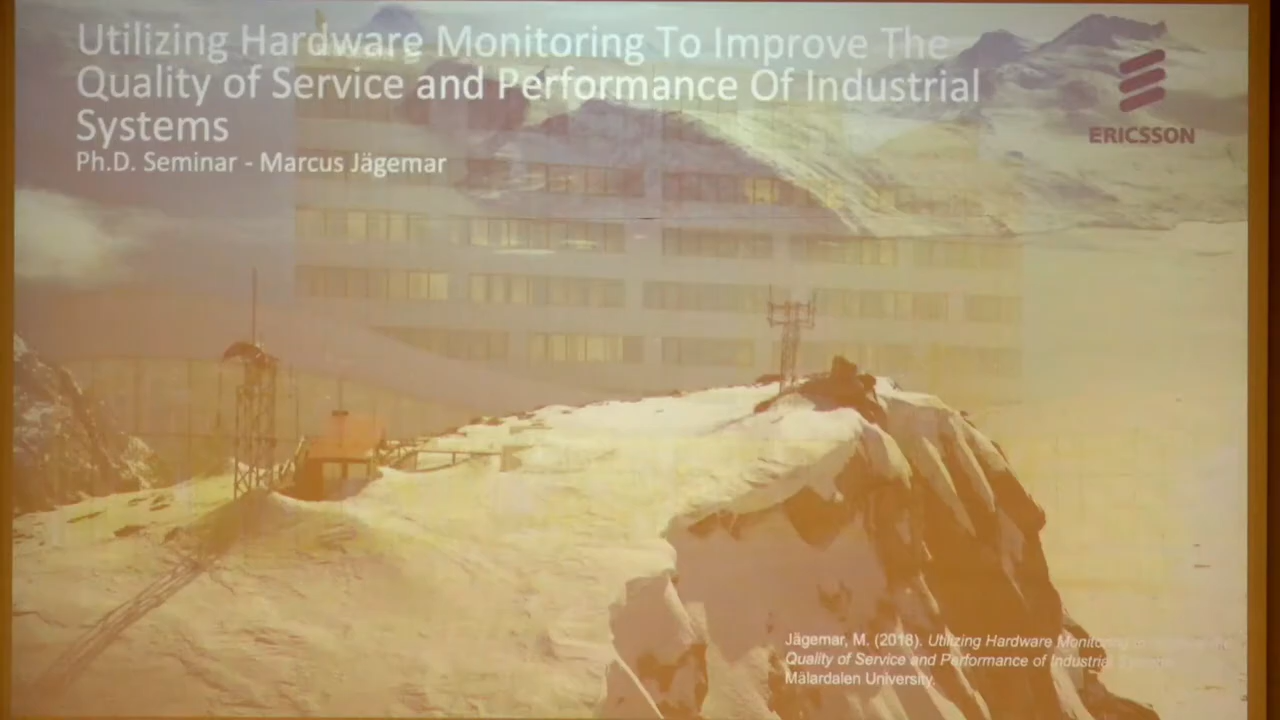 Utilizing Hardware Monitoring To Improve The
Quality of Service and Performance Of Industrial
Systems
Ph.D. Seminar - Marcus Jägemar
ERICSSON
Jägemar, M. (2018). Utilizing Hardware Monitoring
Quality of Service and Performance of Industrial Systems.
Mälardalen University.